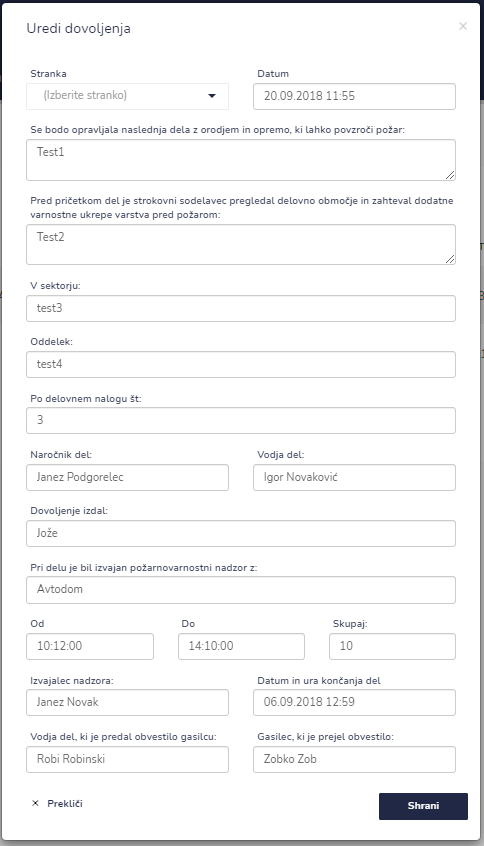 Uredi dovoljenja
×
Stranka
Datum
(Izberite stranko)
20.09.2018 11:55
Se bodo opravljala naslednja dela z orodjem in opremo, ki lahko povzroči požar:
Test1
Pred pričetkom del je strokovni sodelavec pregledal delovno območje in zahteval dodatne
varnostne ukrepe varstva pred požarom:
Test2
V sektorju:
test3
Oddelek:
test4
Po delovnem nalogu št:
3
Naročnik del:
Vodja del:
Janez Podgorelec
Igor Novaković
Dovoljenje izdal:
Jože
Pri delu je bil izvajan požarnovarnostni nadzor z:
Avtodom
Od
Do
Skupaj:
10:12:00
14:10:00
10
Izvajalec nadzora:
Datum in ura končanja del
Janez Novak
06.09.2018 12:59
Vodja del, ki je predal obvestilo gasilcu:
Gasilec, ki je prejel obvestilo:
Robi Robinski
Zobko Zob
× Prekliči
Shrani